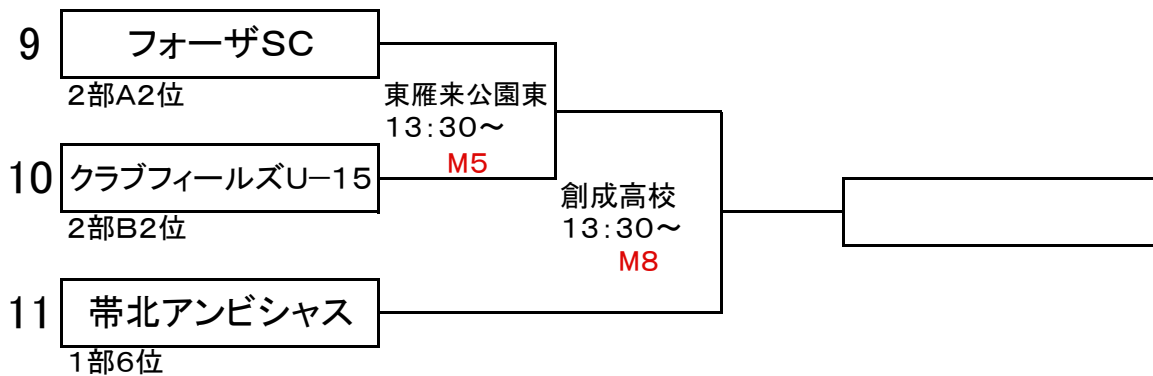 9 フォーザSC
2部A2位
東雁来公園東
13:30～
M5
10 クラブフィールズU－15
2部B2位
創成高校
13:30～
M8
11 帯北アンビシャス
1部6位